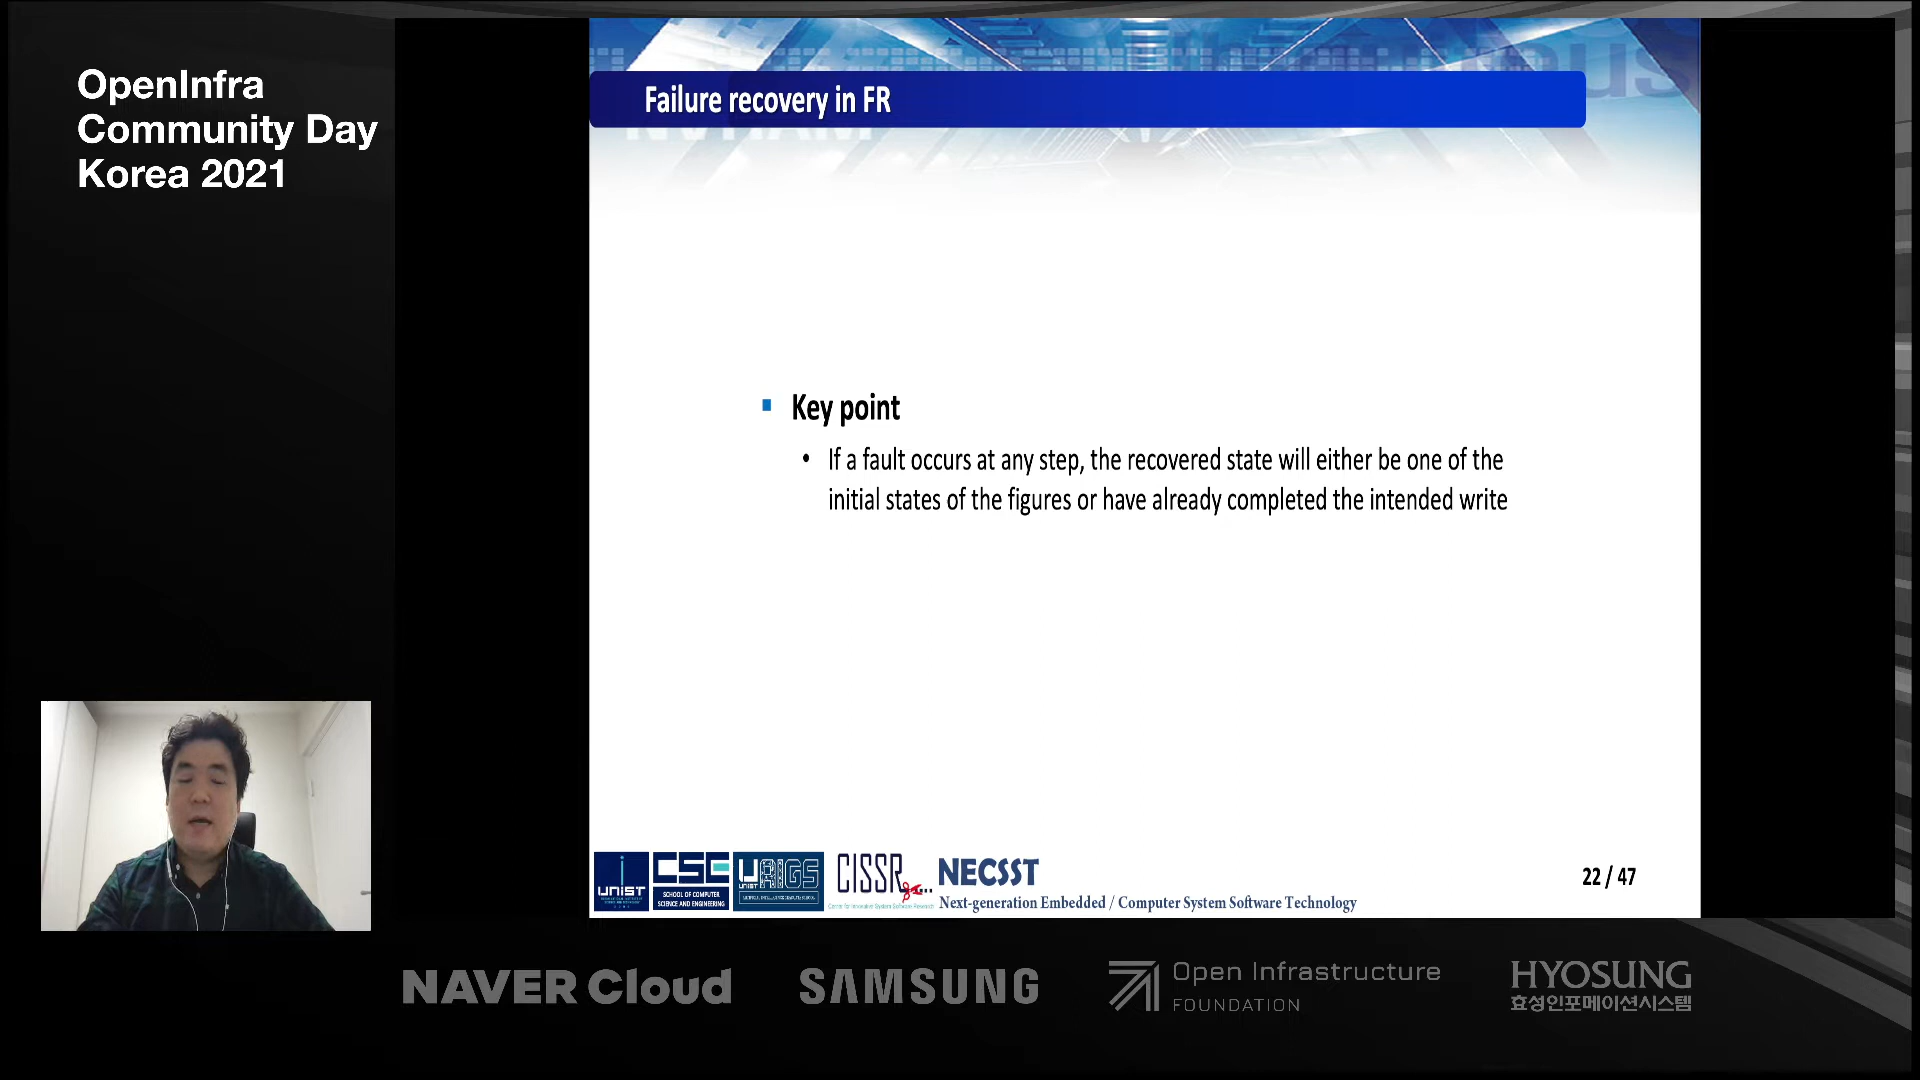 OpenInfra
Community Day
Korea 2021
Failure recovery in FR
Key point
If a fault occurs at any step, the recovered state will either be one of the
initial states of the figures or have already completed the intended write
UNIST
CSE
SCHOOL OF COMPUTER
SCIENCE AND ENGINEERING
UNIST
CISSR
NECSST
Next-generation Embedded / Computer System Software Technology
22 / 47
NAVER Cloud
SAMSUNG
Open Infrastructure
FOUNDATION
HYOSUNG
효성인포메이션시스템